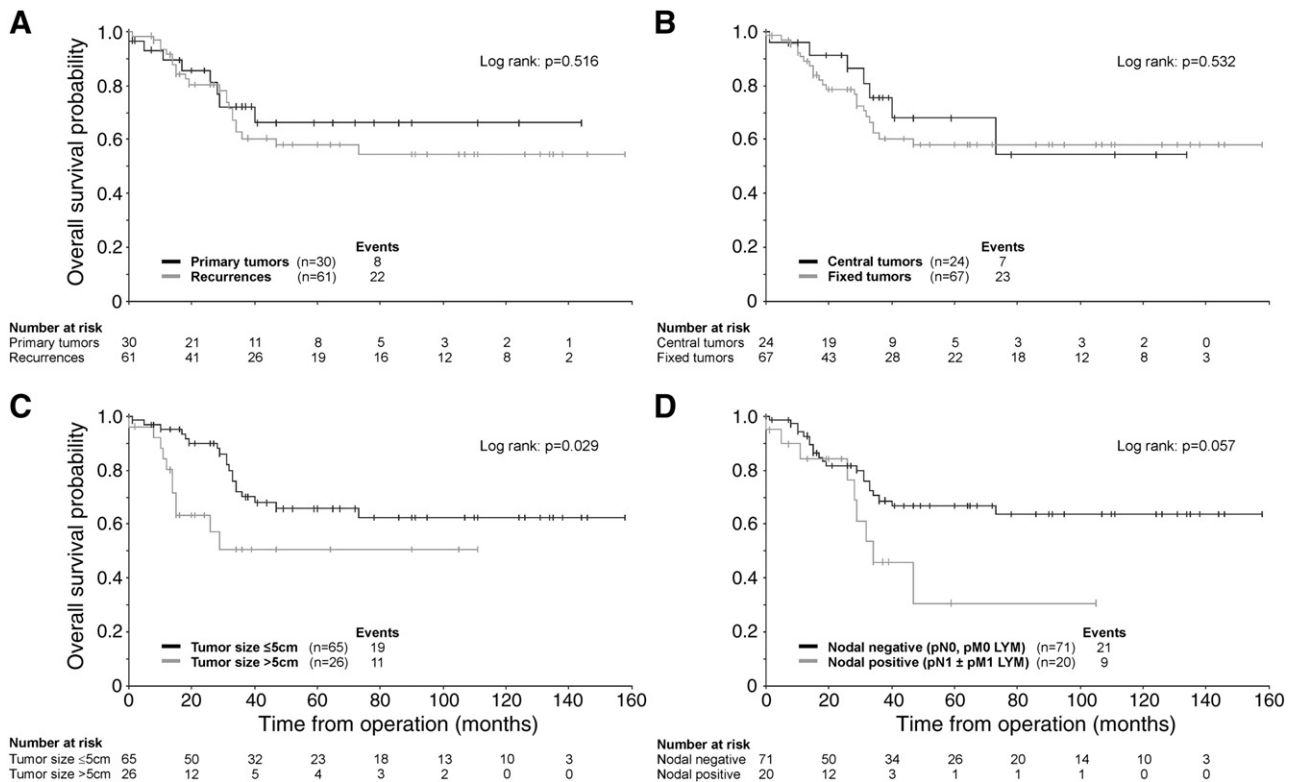 A
Overall survival probability
1.0
0.8
0.6
0.4
0.2
0
Log rank: p=0.516
Events
Primary tumors (n=30) 8
Recurrences (n=61) 22
Number at risk
Primary tumors 30 21 11 8 5 3 2 1
Recurrences 61 41 26 19 16 12 8 2
B
1.0
0.8
0.6
0.4
0.2
0
Log rank: p=0.532
Events
Central tumors (n=24) 7
Fixed tumors (n=67) 23
Number at risk
Central tumors 24 19 9 5 3 3 2 0
Fixed tumors 67 43 28 22 18 12 8 3
C
Overall survival probability
1.0
0.8
0.6
0.4
0.2
0
Log rank: p=0.029
Events
Tumor size ≤5cm (n=65) 19
Tumor size >5cm (n=26) 11
0 20 40 60 80 100 120 140 160
Time from operation (months)
Number at risk
Tumor size ≤5cm 65 50 32 23 18 13 10 3
Tumor size >5cm 26 12 5 4 3 2 0 0
D
1.0
0.8
0.6
0.4
0.2
0
Log rank: p=0.057
Events
Nodal negative (pN0, pM0 LYM) (n=71) 21
Nodal positive (pN1 ± pM1 LYM) (n=20) 9
0 20 40 60 80 100 120 140 160
Time from operation (months)
Number at risk
Nodal negative 71 50 34 26 20 14 10 3
Nodal positive 20 12 3 1 1 1 0 0